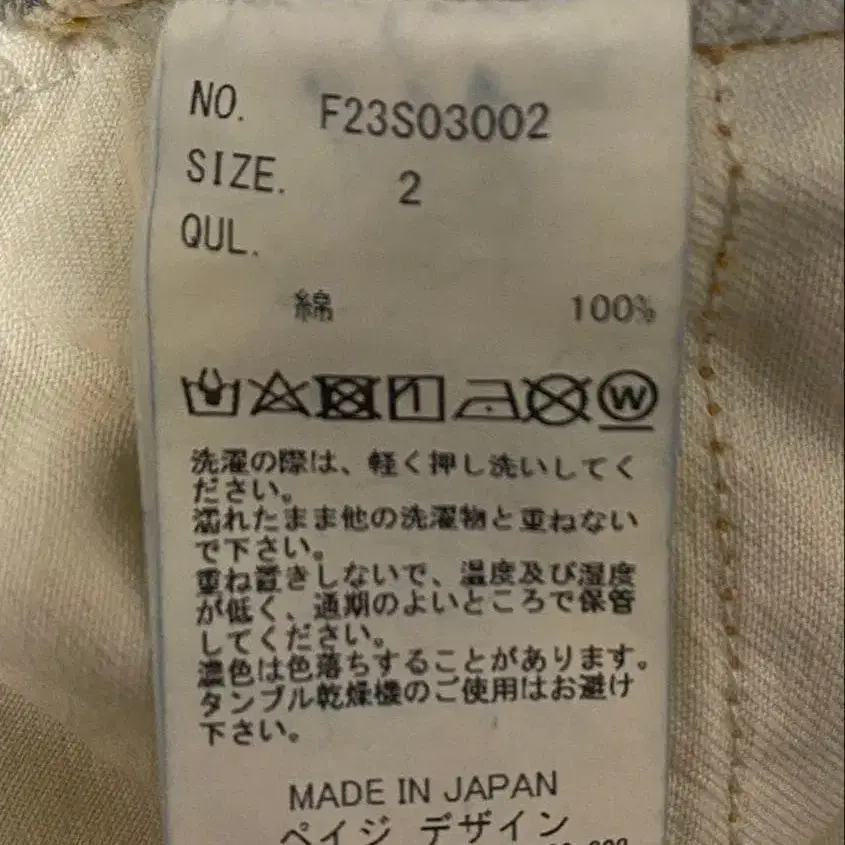 NO. F23S03002
SIZE. 2
QUL.
綿 100%
W
洗濯の際は、軽く押し洗いしてく
ださい。
濡れたまま他の洗濯物と重ねない
で下さい。
重ね置きしないで、温度及び湿度
が低く、通期のよいところで保管
してください。
濃色は色落ちすることがあります。
タンブル乾燥機のご使用はお避け
下さい。
MADE IN JAPAN
ペイジ デザイン